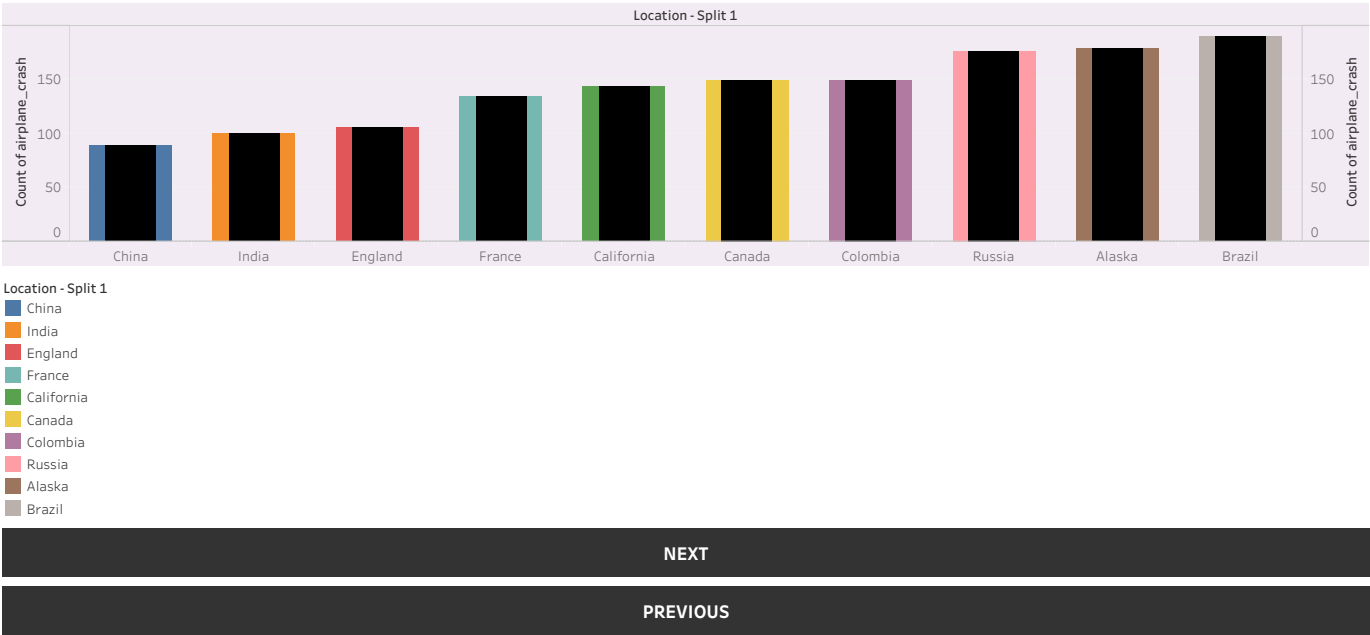 Location - Split 1
Count of airplane_crash
150
100
50
0
150
100
50
0
Count of airplane_crash
China India England France California Canada Colombia Russia Alaska Brazil
Location - Split 1
China
India
England
France
California
Canada
Colombia
Russia
Alaska
Brazil
NEXT
PREVIOUS